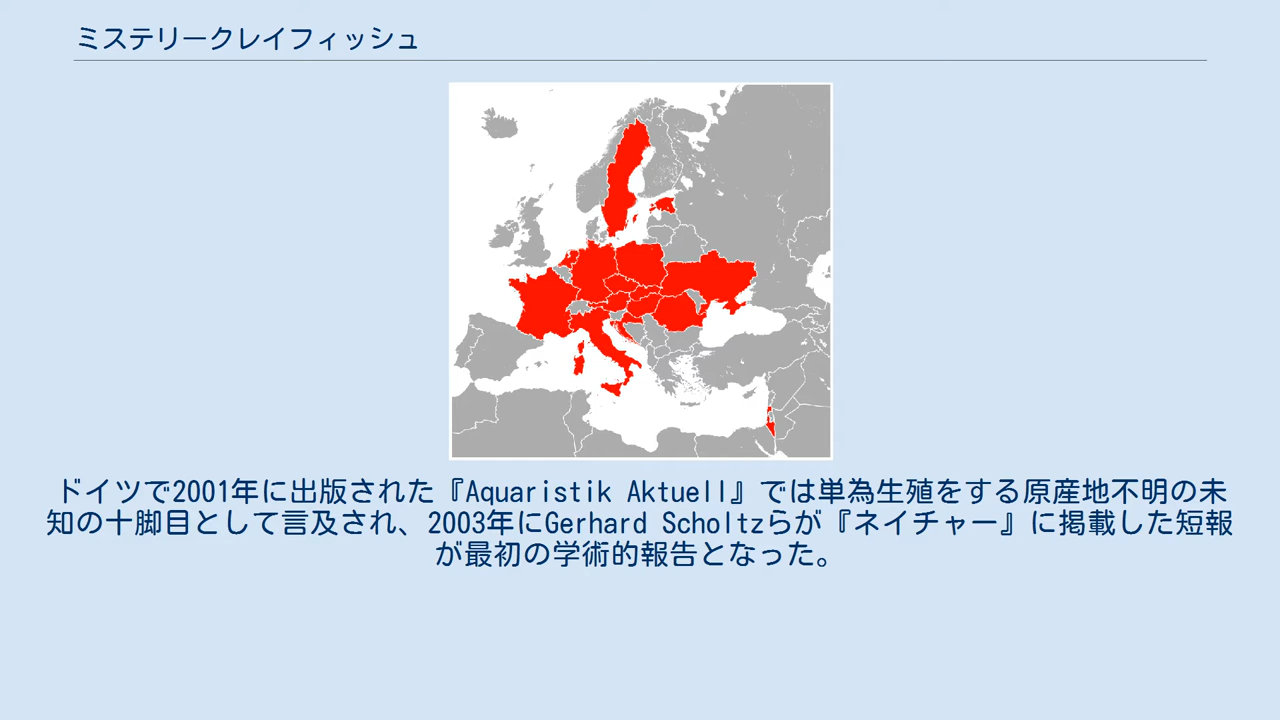 ミステリークレイフィッシュ
ドイツで2001年に出版された『Aquaristik Aktuell』では単為生殖をする原産地不明の未
知の十脚目として言及され、2003年にGerhard Scholtzらが『ネイチャー』に掲載した短報
が最初の学術的報告となった。